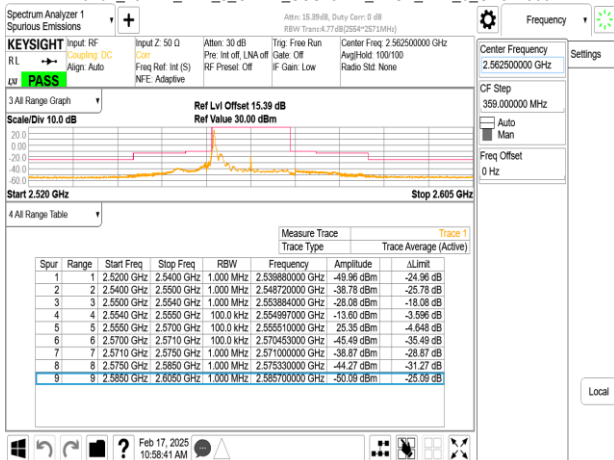 Spectrum Analyzer 1
Spurious Emissions
Attn: 15.39dB, Duty Corr: 0 dB
RBW Trans:4.77dB(2554~2571MHz)
Frequency
KEYSIGHT Input: RF Input Z: 50 Ω Atten: 30 dB Trig: Free Run Center Freq: 2.562500000 GHz
RL Coupling: DC Corr Pre: Int off, LNA off Gate: Off Avg|Hold: 100/100
Align: Auto Freq Ref: Int (S) RF Preset: Off IF Gain: Low Radio Std: None
LXI PASS NFE: Adaptive
Center Frequency
2.562500000 GHz
Settings
CF Step
359.000000 MHz
Auto
Man
Freq Offset
0 Hz
3 All Range Graph
Ref Lvl Offset 15.39 dB
Scale/Div 10.0 dB Ref Value 30.00 dBm
20.0
0.00
-20.0
-40.0
-60.0
Start 2.520 GHz Stop 2.605 GHz
4 All Range Table
Measure Trace Trace 1
Trace Type Trace Average (Active)
Spur Range Start Freq Stop Freq RBW Frequency Amplitude ΔLimit
1 1 2.5200 GHz 2.5400 GHz 1.000 MHz 2.539880000 GHz -49.96 dBm -24.96 dB
2 2 2.5400 GHz 2.5500 GHz 1.000 MHz 2.548720000 GHz -38.78 dBm -25.78 dB
3 3 2.5500 GHz 2.5540 GHz 1.000 MHz 2.553884000 GHz -28.08 dBm -18.08 dB
4 4 2.5540 GHz 2.5550 GHz 100.0 kHz 2.554997000 GHz -13.60 dBm -3.596 dB
5 5 2.5550 GHz 2.5700 GHz 100.0 kHz 2.555510000 GHz 25.35 dBm -4.648 dB
6 6 2.5700 GHz 2.5710 GHz 100.0 kHz 2.570453000 GHz -45.49 dBm -35.49 dB
7 7 2.5710 GHz 2.5750 GHz 1.000 MHz 2.571000000 GHz -38.87 dBm -28.87 dB
8 8 2.5750 GHz 2.5850 GHz 1.000 MHz 2.575330000 GHz -44.27 dBm -31.27 dB
9 9 2.5850 GHz 2.6050 GHz 1.000 MHz 2.585700000 GHz -50.09 dBm -25.09 dB
Local
Feb 17, 2025
10:58:41 AM